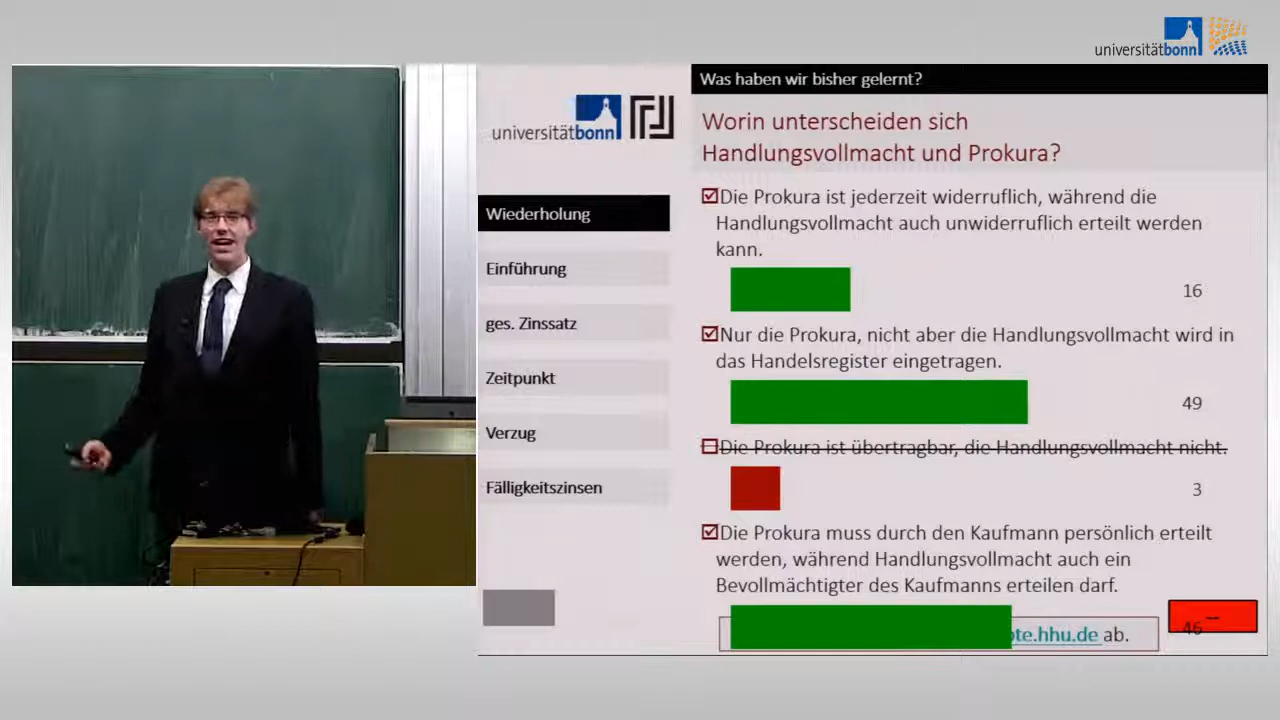 universitätbonn
Was haben wir bisher gelernt?
universitätbonn
Worin unterscheiden sich
Handlungsvollmacht und Prokura?
Wiederholung
Einführung
ges. Zinssatz
Zeitpunkt
Verzug
Fälligkeitszinsen
Die Prokura ist jederzeit widerruflich, während die
Handlungsvollmacht auch unwiderruflich erteilt werden
kann.
16
Nur die Prokura, nicht aber die Handlungsvollmacht wird in
das Handelsregister eingetragen.
49
Die Prokura ist übertragbar, die Handlungsvollmacht nicht.
3
Die Prokura muss durch den Kaufmann persönlich erteilt
werden, während Handlungsvollmacht auch ein
Bevollmächtigter des Kaufmanns erteilen darf.
46
ote.hhu.de ab.